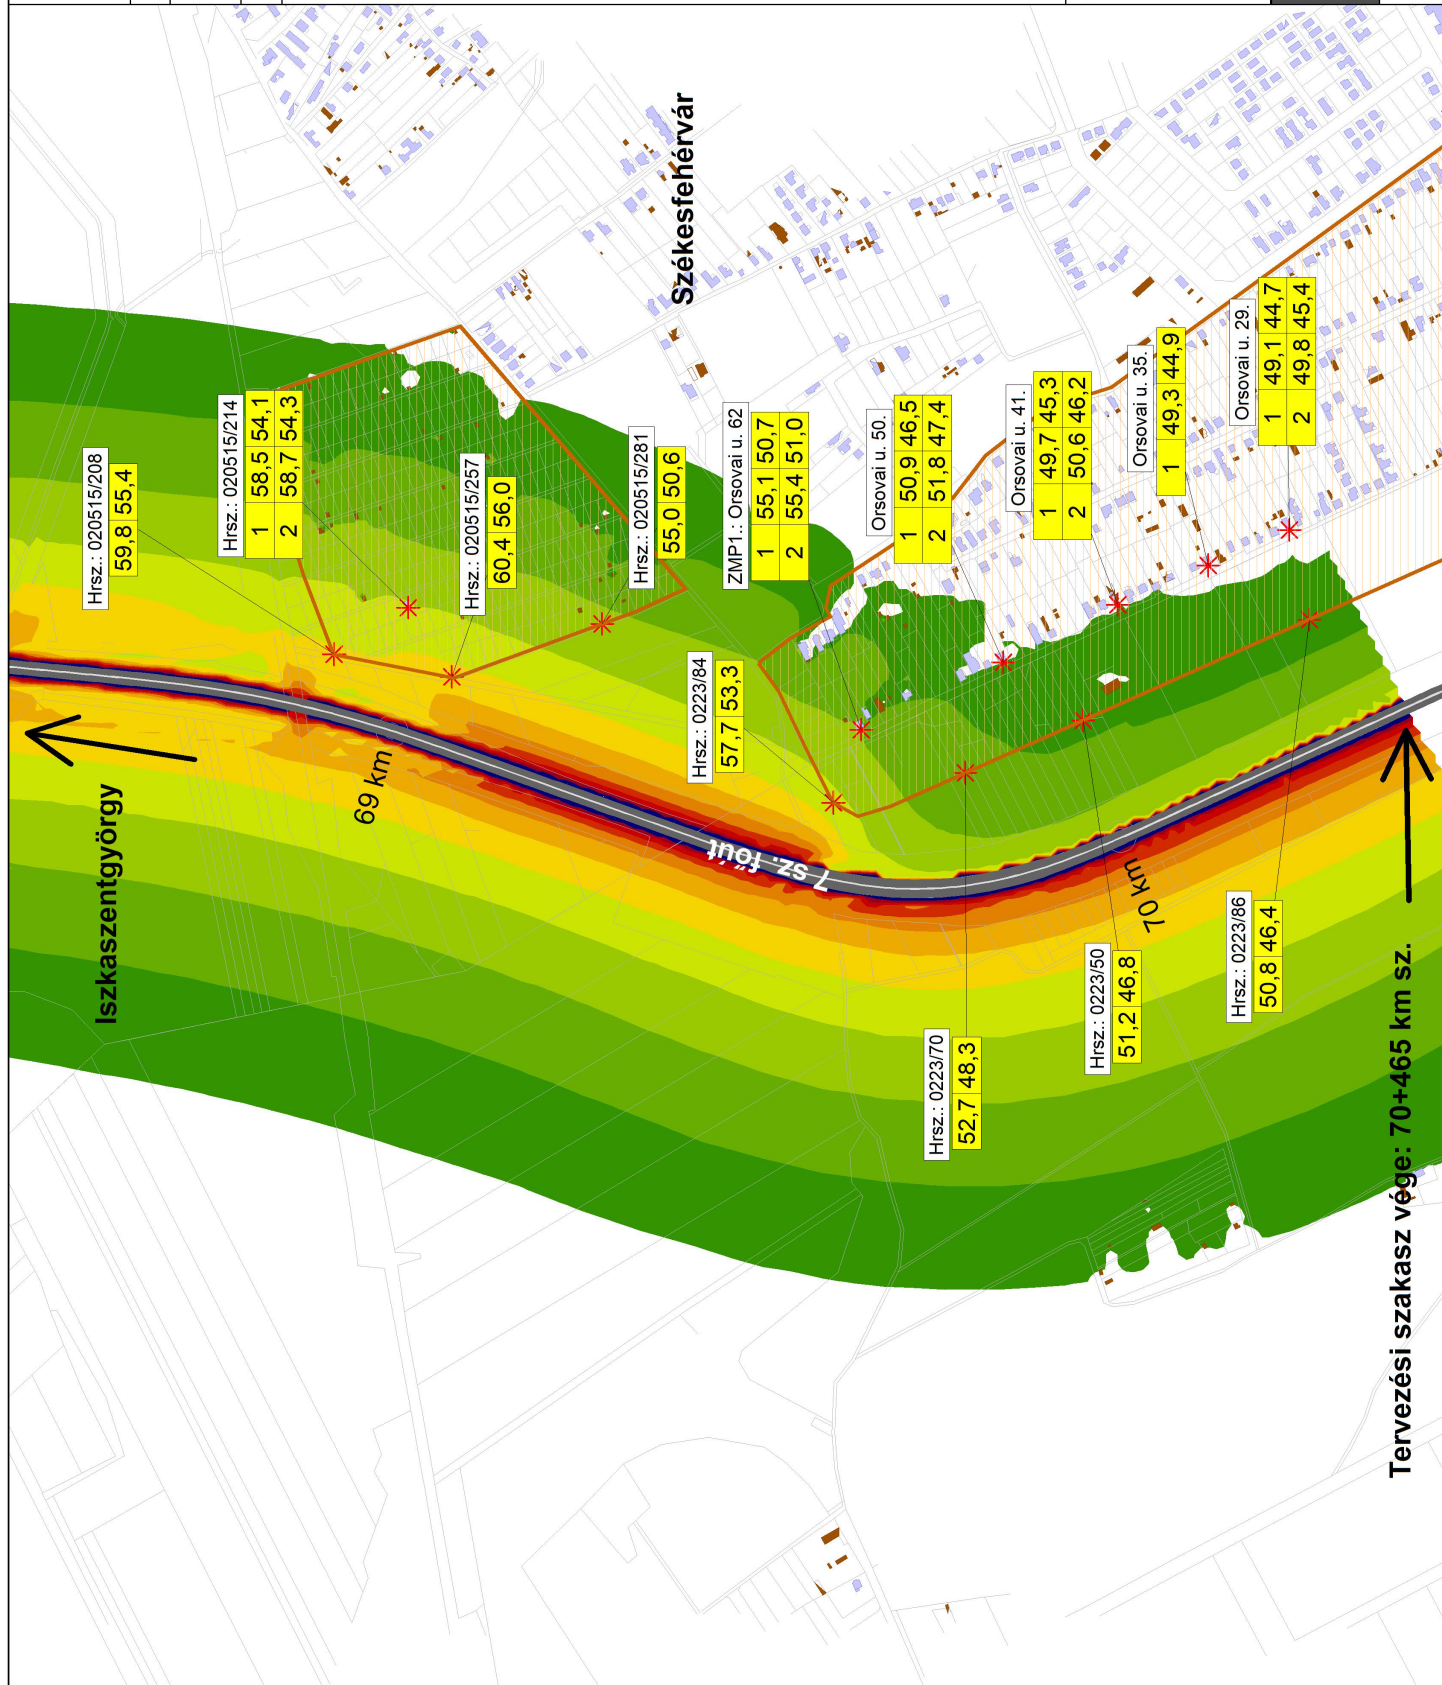 Székesfehérvár
Iszkaszentgyörgy
Hrsz.: 020515/208
59,8 55,4
Hrsz.: 020515/214
1 58,5 54,1
2 58,7 54,3
Hrsz.: 020515/257
60,4 56,0
Hrsz.: 020515/281
55,0 50,6
ZMP1.: Orsovai u. 62
1 55,1 50,7
2 55,4 51,0
Orsovai u. 50.
1 50,9 46,5
2 51,8 47,4
Orsovai u. 41.
1 49,7 45,3
2 50,6 46,2
Orsovai u. 35.
1 49,3 44,9
Orsovai u. 29.
1 49,1 44,7
2 49,8 45,4
Hrsz.: 0223/84
57,7 53,3
69 km
7 sz. főút
70 km
Hrsz.: 0223/70
52,7 48,3
Hrsz.: 0223/50
51,2 46,8
Hrsz.: 0223/86
50,8 46,4
Tervezési szakasz vége: 70+465 km sz.